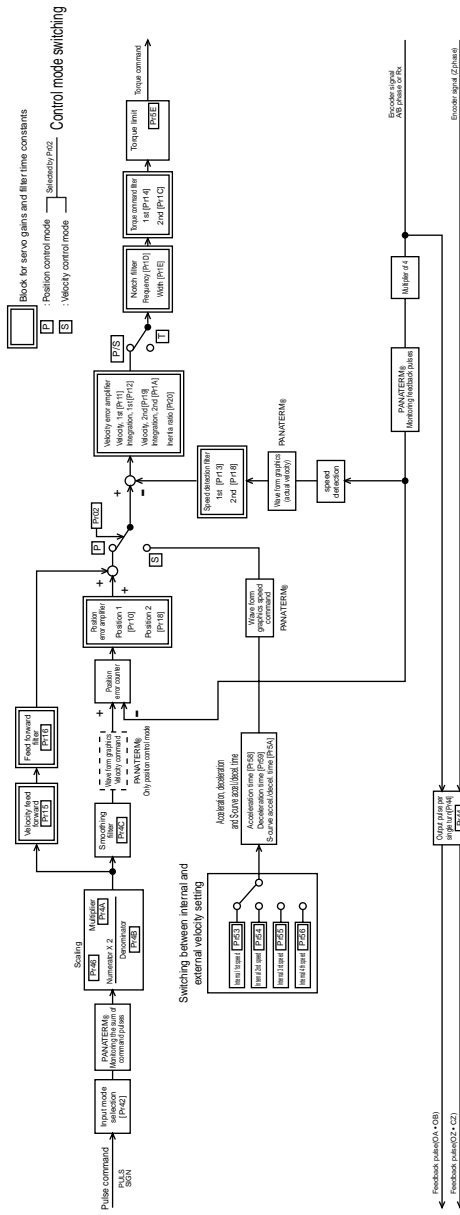 Block for servo gains and filter time constants
P : Position control mode
S : Velocity control mode
Selected by Pr02
Control mode switching
Pulse command
PULS
SIGN
Input mode
selection
[Pr42]
PANATERM®
Monitoring the sum of
command pulses
Scaling
Pr46
Multiplier
Pr4A
Numerator X 2
Denominator
Pr4B
Velocity feed
forward
Pr15
Feed forward
filter
Pr16
Smoothing
filter
Pr4C
Wave form graphics
Velocity command
PANATERM®
Only position control mode
+
-
Position
error counter
Position
error amplifier
Position 1
[Pr10]
Position 2
[Pr18]
+
+
Pr02
P
S
+
-
Velocity error amplifier
Velocity, 1st [Pr11]
Integration, 1st [Pr12]
Velocity, 2nd [Pr19]
Integration, 2nd [Pr1A]
Inertia ratio [Pr20]
P/S
T
Notch filter
Frequency [Pr1D]
Width [Pr1E]
Torque command filter
1st [Pr14]
2nd [Pr1C]
Torque limit
Pr5E
Torque command
Speed detection filter
1st [Pr13]
2nd [Pr18]
Wave form graphics
(actual velocity)
PANATERM®
speed
detection
Switching between internal and
external velocity setting
Internal 1st speed Pr53
Internal 2nd speed Pr54
Internal 3rd speed Pr55
Internal 4th speed Pr56
Acceleration, deceleration
and S-curve accel/decel. time
Acceleration time [Pr58]
Deceleration time [Pr59]
S-curve accel./decel. time [Pr5A]
Wave form
graphics speed
command
PANATERM®
PANATERM®
Monitoring feedback pulses
Multiplier of 4
Encoder signal
A/B phase or Rx
Encoder signal (Z phase)
Output pulse per
single turn [Pr44]
Pr44
Feedback pulse(OA • OB)
Feedback pulse(OZ • CZ)